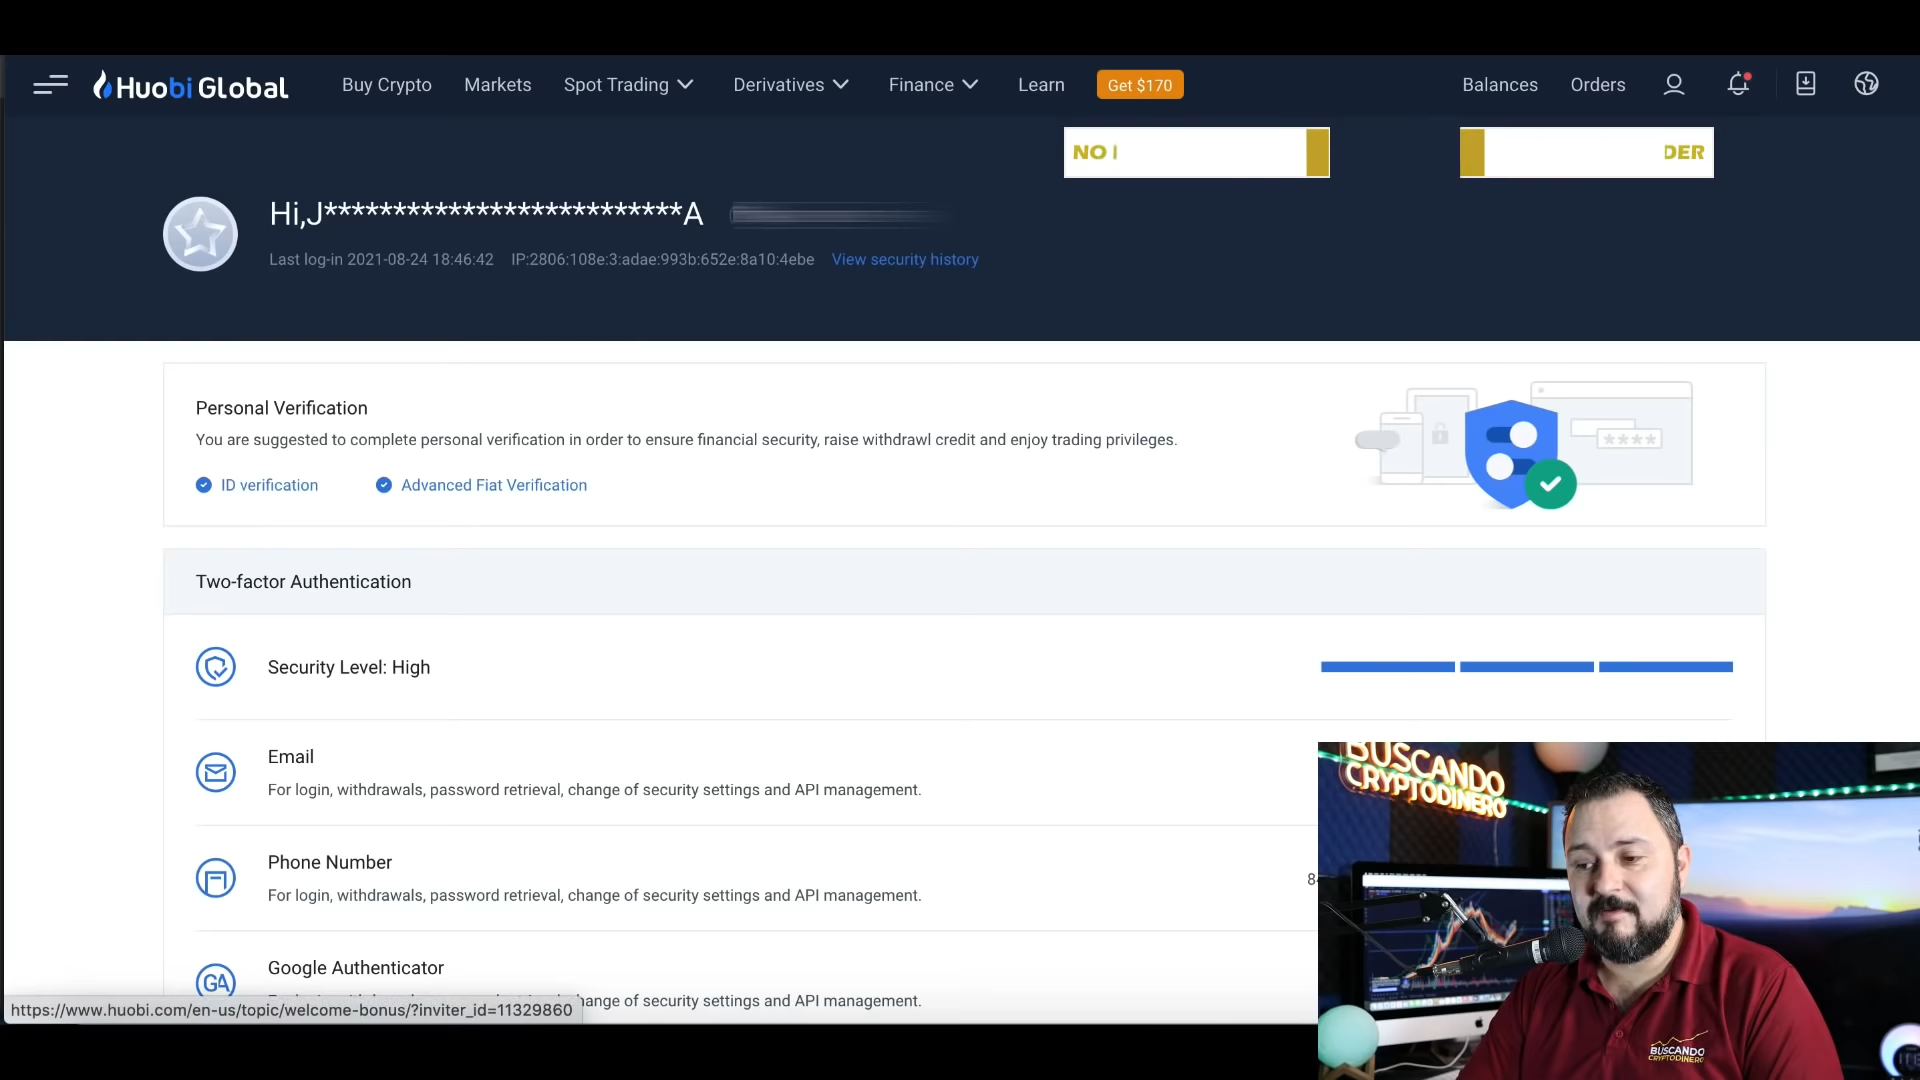 Huobi Global
Buy Crypto
Markets
Spot Trading
Derivatives
Finance
Learn
Get $170
Balances
Orders
NO
DER
Hi,J**************************A
Last log-in 2021-08-24 18:46:42
IP:2806:108e:3:adae:993b:652e:8a10:4ebe
View security history
Personal Verification
You are suggested to complete personal verification in order to ensure financial security, raise withdrawl credit and enjoy trading privileges.
ID verification
Advanced Fiat Verification
****
Two-factor Authentication
Security Level: High
Email
For login, withdrawals, password retrieval, change of security settings and API management.
Phone Number
For login, withdrawals, password retrieval, change of security settings and API management.
8
Google Authenticator
GA
hange of security settings and API management.
https://www.huobi.com/en-us/topic/welcome-bonus/?inviter_id=11329860
BUSCANDO
CRYPTODINERO
BUSCANDO
CRYPTODINERO